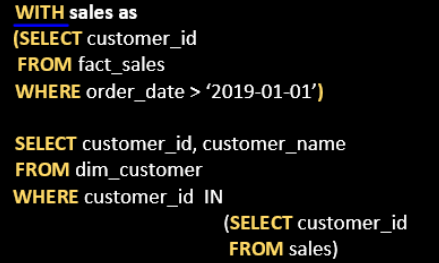 WITH sales as
(SELECT customer_id
FROM fact_sales
WHERE order_date > ‘2019-01-01’)
SELECT customer_id, customer_name
FROM dim_customer
WHERE customer_id IN
(SELECT customer_id
FROM sales)